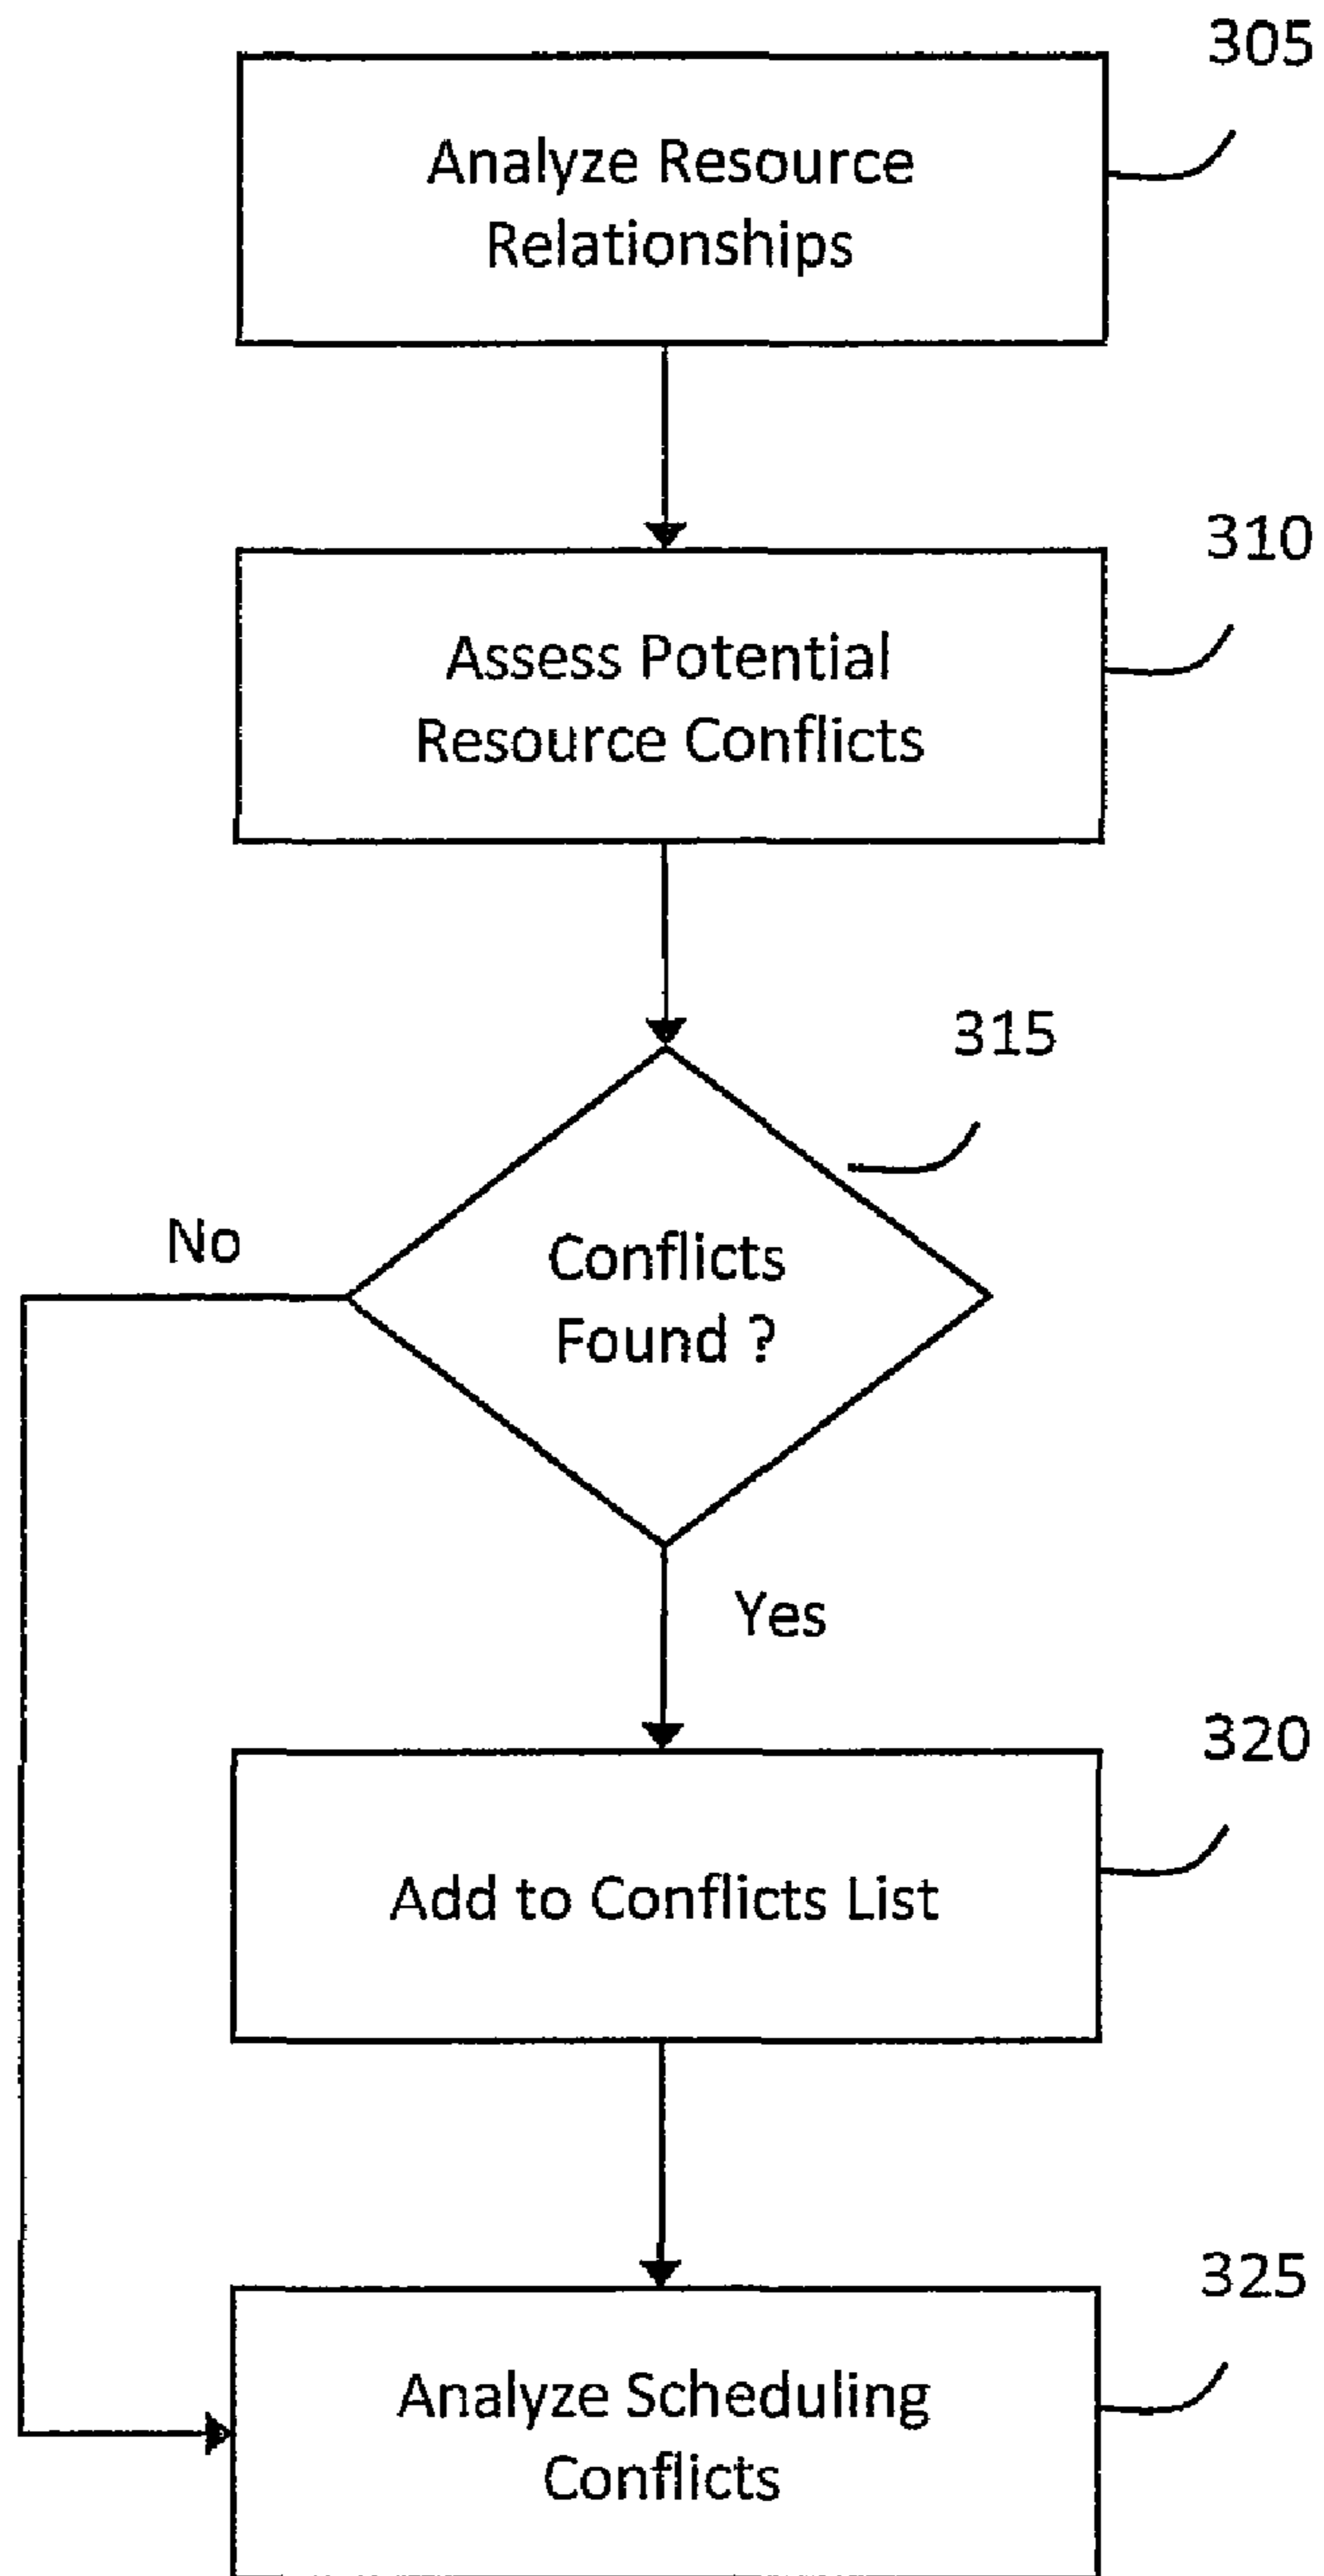 305
Analyze Resource
Relationships
310
Assess Potential
Resource Conflicts
315
No
Conflicts
Found ?
Yes
320
Add to Conflicts List
325
Analyze Scheduling
Conflicts